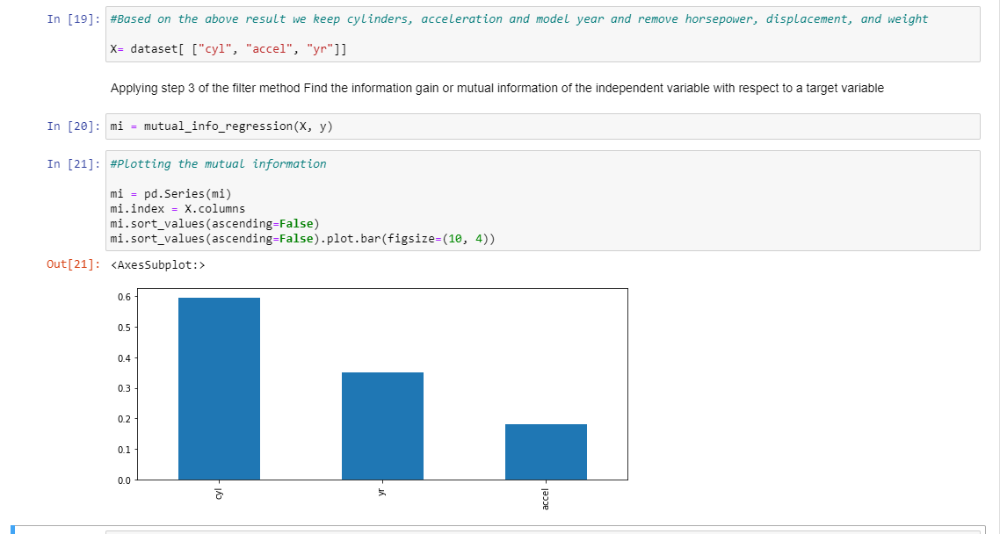 In [19]: #Based on the above result we keep cylinders, acceleration and model year and remove horsepower, displacement, and weight
X= dataset[ ["cyl", "accel", "yr"]]
Applying step 3 of the filter method Find the information gain or mutual information of the independent variable with respect to a target variable
In [20]: mi = mutual_info_regression(X, y)
In [21]: #Plotting the mutual information
mi = pd.Series(mi)
mi.index = X.columns
mi.sort_values(ascending=False)
mi.sort_values(ascending=False).plot.bar(figsize=(10, 4))
Out[21]: <AxesSubplot:>
0.6
0.5
0.4
0.3
0.2
0.1
0.0
cyl
yr
accel